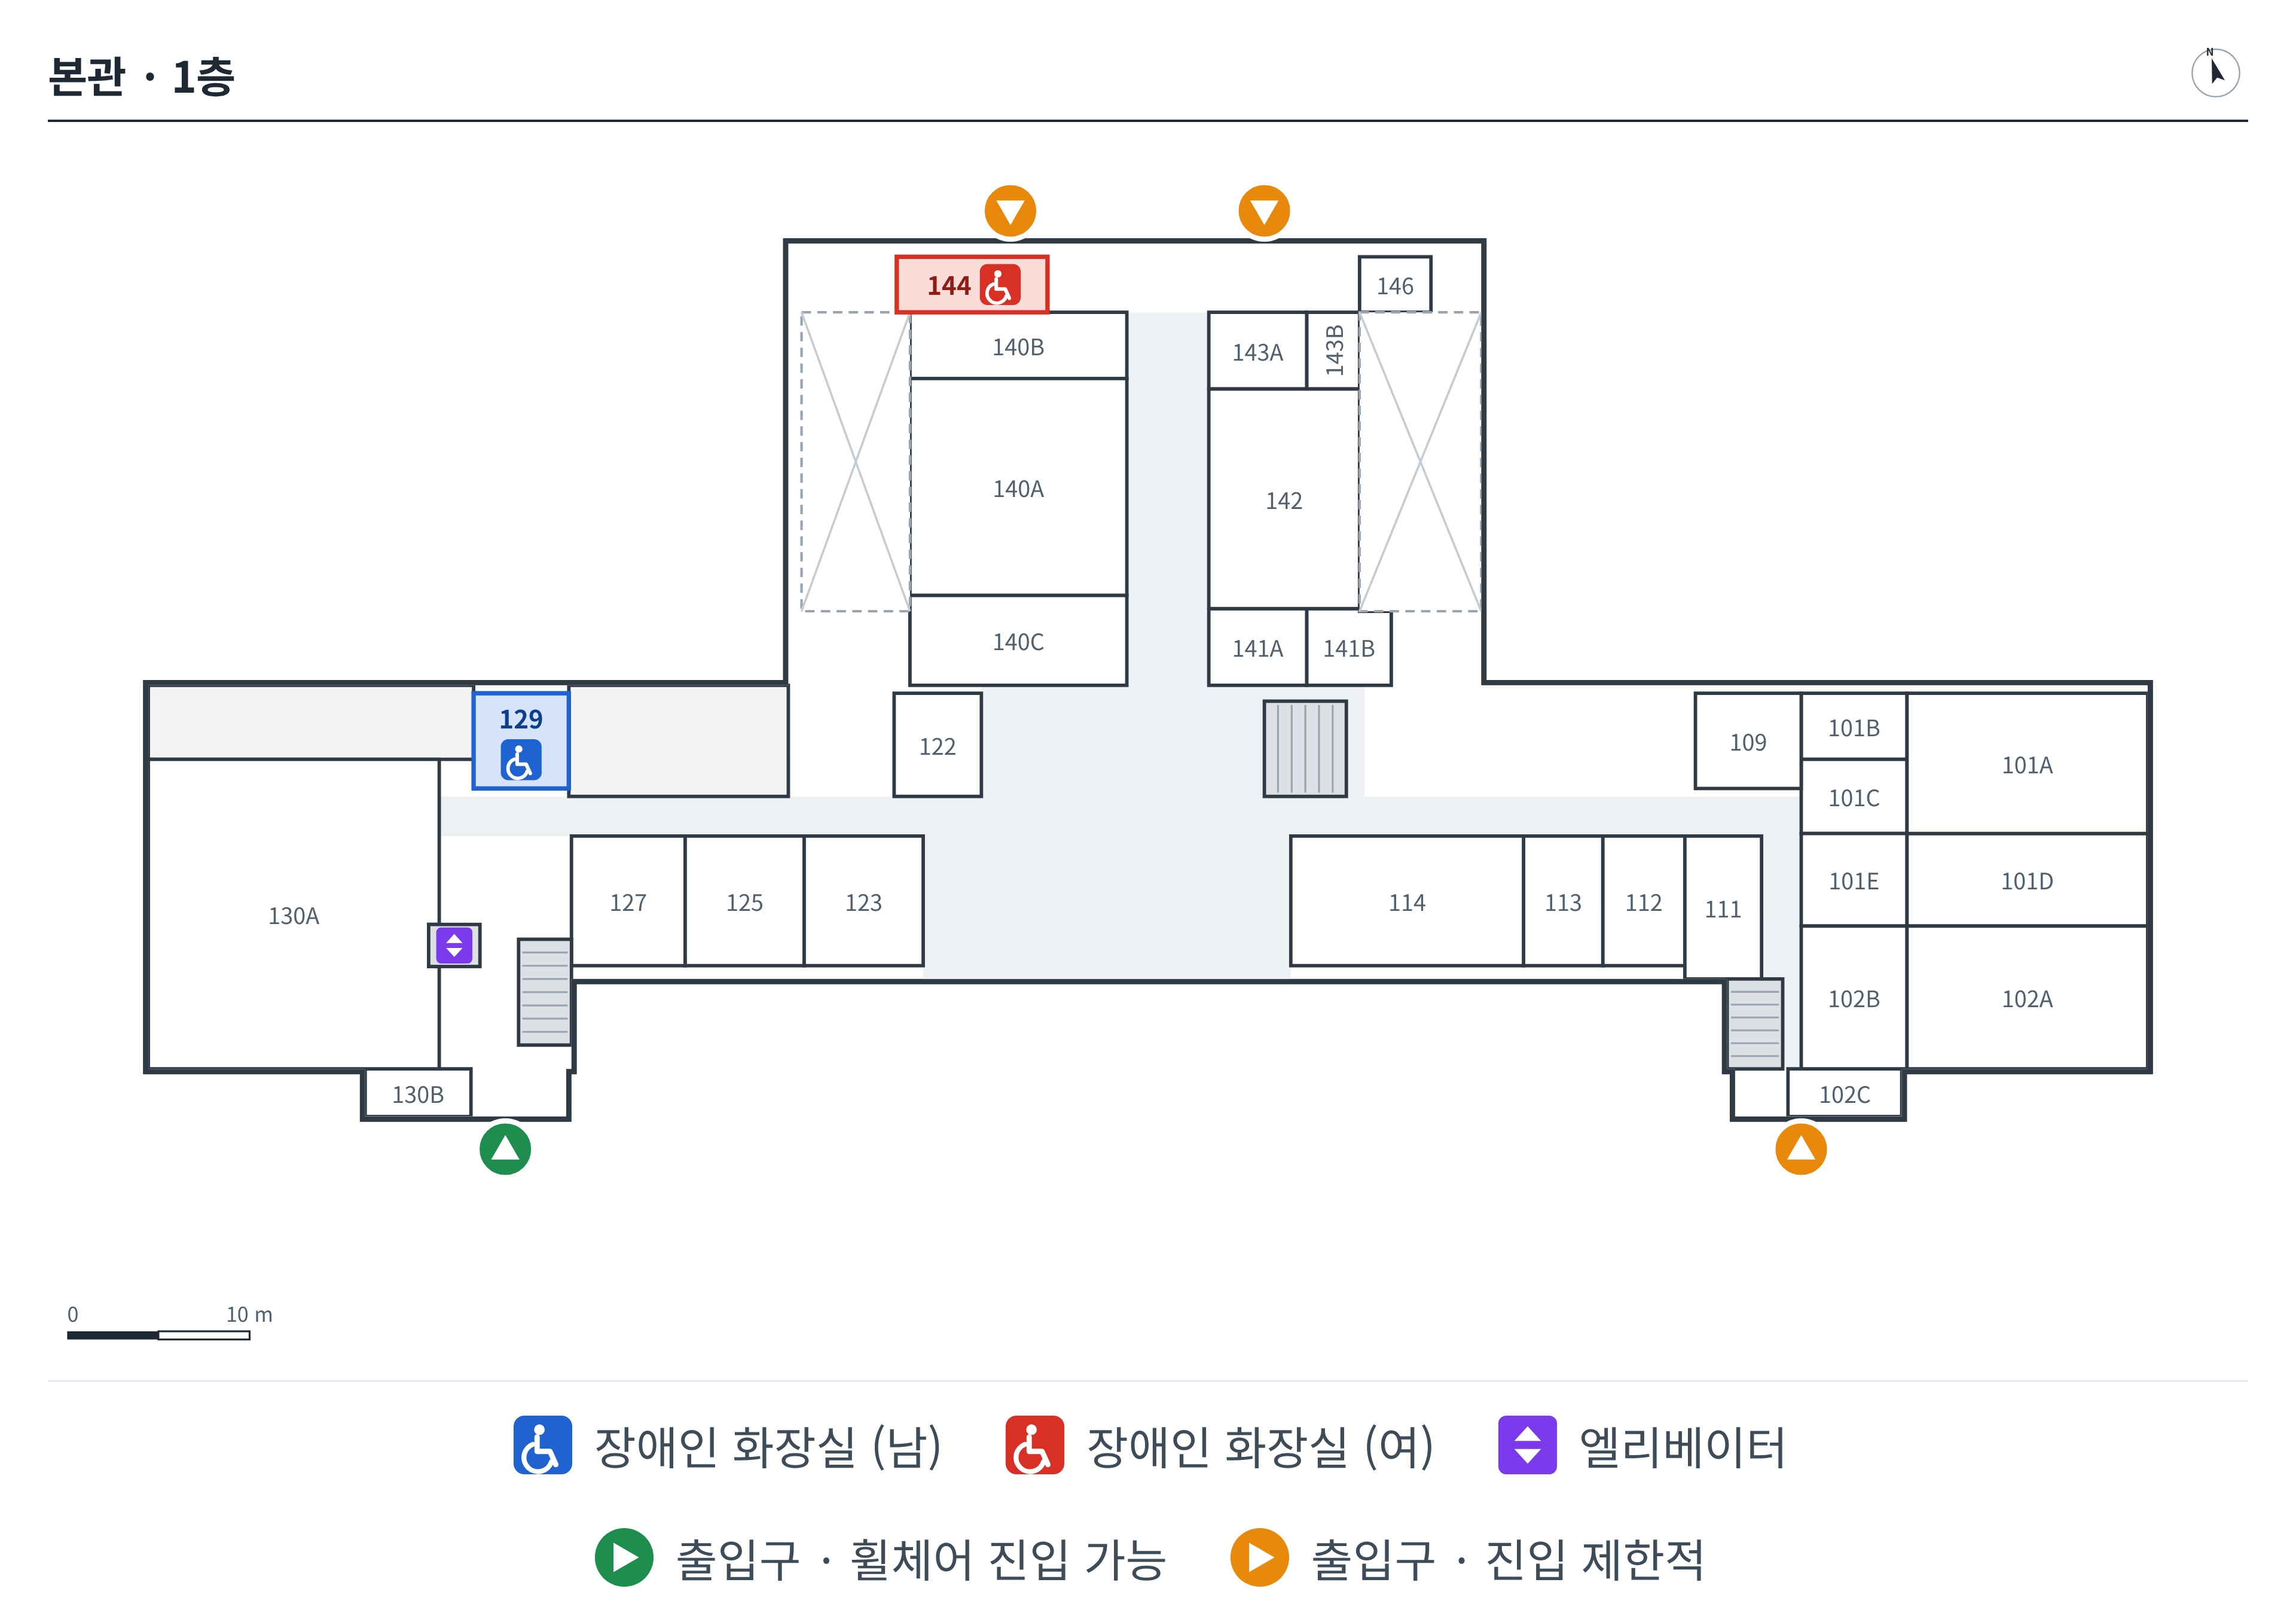 본관 · 1층
N
144
146
140B
143A
143B
140A
142
140C
141A
141B
129
122
109
101B
101A
101C
130A
127
125
123
114
113
112
111
101E
101D
102B
102A
130B
102C
0
10 m
장애인 화장실 (남)
장애인 화장실 (여)
엘리베이터
출입구 · 휠체어 진입 가능
출입구 · 진입 제한적